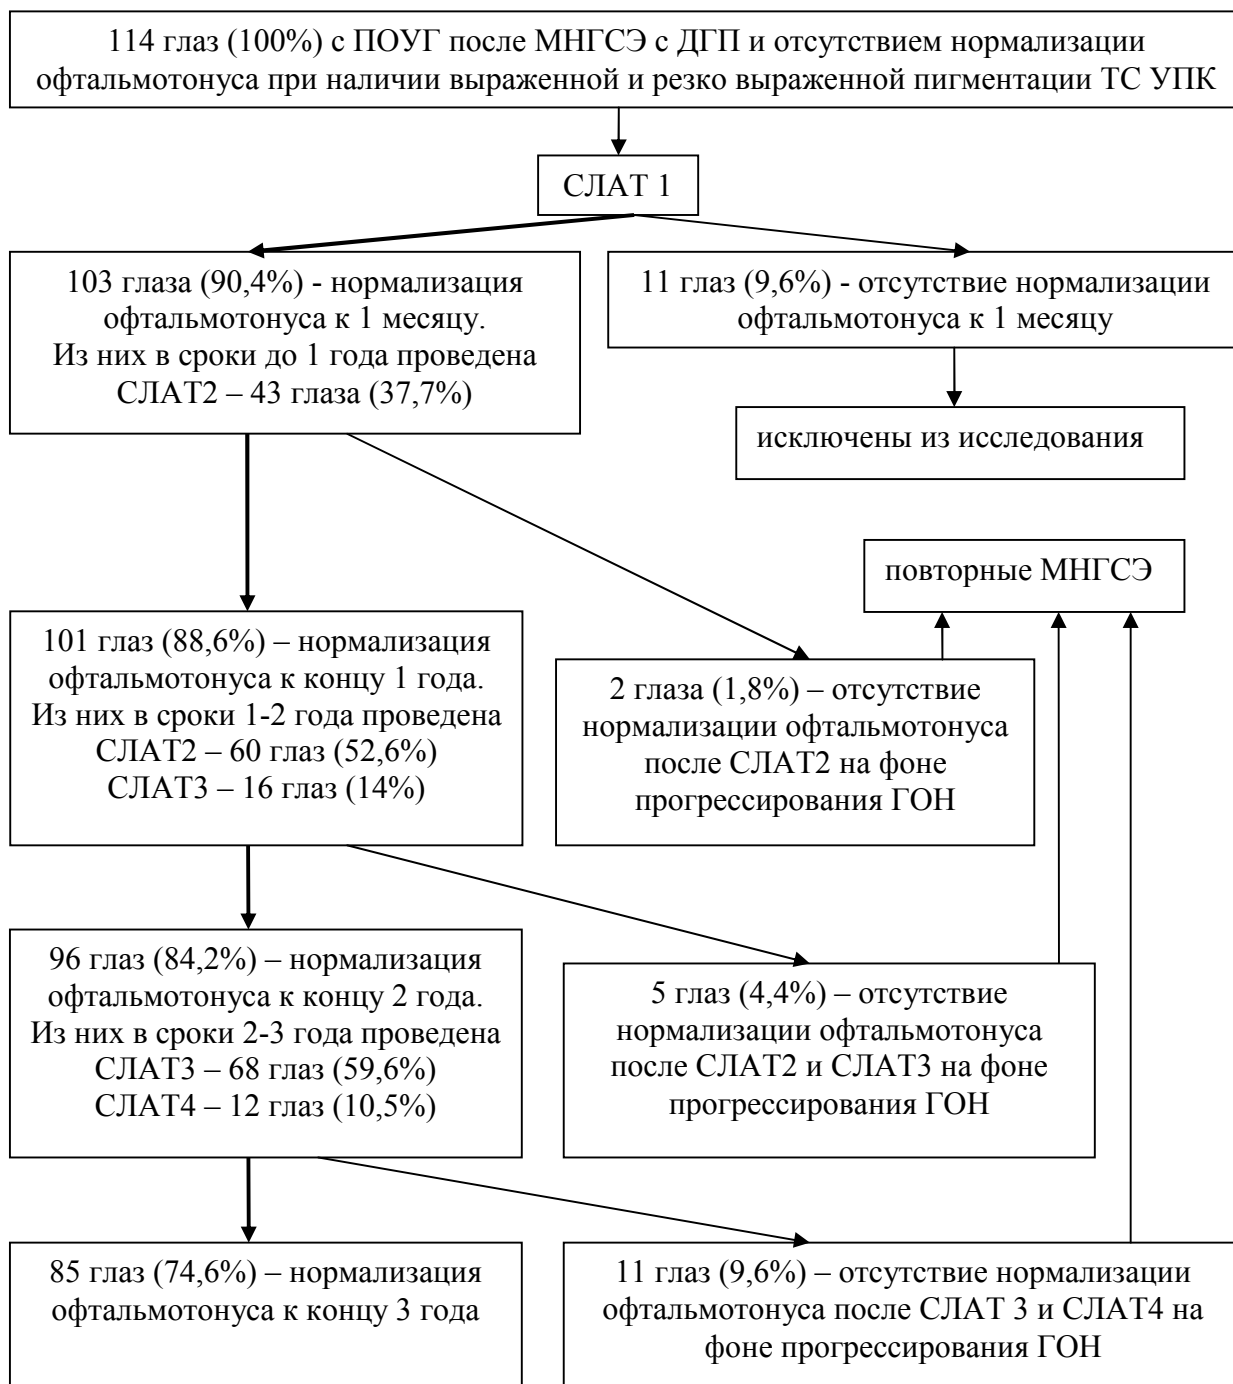 114 глаз (100%) с ПОУГ после МНГСЭ с ДГП и отсутствием нормализации
офтальмотонуса при наличии выраженной и резко выраженной пигментации ТС УПК
СЛАТ 1
103 глаза (90,4%) - нормализация
офтальмотонуса к 1 месяцу.
Из них в сроки до 1 года проведена
СЛАТ2 – 43 глаза (37,7%)
11 глаз (9,6%) - отсутствие нормализации
офтальмотонуса к 1 месяцу
исключены из исследования
повторные МНГСЭ
101 глаз (88,6%) – нормализация
офтальмотонуса к концу 1 года.
Из них в сроки 1-2 года проведена
СЛАТ2 – 60 глаз (52,6%)
СЛАТ3 – 16 глаз (14%)
2 глаза (1,8%) – отсутствие
нормализации офтальмотонуса
после СЛАТ2 на фоне
прогрессирования ГОН
96 глаз (84,2%) – нормализация
офтальмотонуса к концу 2 года.
Из них в сроки 2-3 года проведена
СЛАТ3 – 68 глаз (59,6%)
СЛАТ4 – 12 глаз (10,5%)
5 глаз (4,4%) – отсутствие
нормализации офтальмотонуса
после СЛАТ2 и СЛАТ3 на фоне
прогрессирования ГОН
85 глаз (74,6%) – нормализация
офтальмотонуса к концу 3 года
11 глаз (9,6%) – отсутствие нормализации
офтальмотонуса после СЛАТ 3 и СЛАТ4 на
фоне прогрессирования ГОН